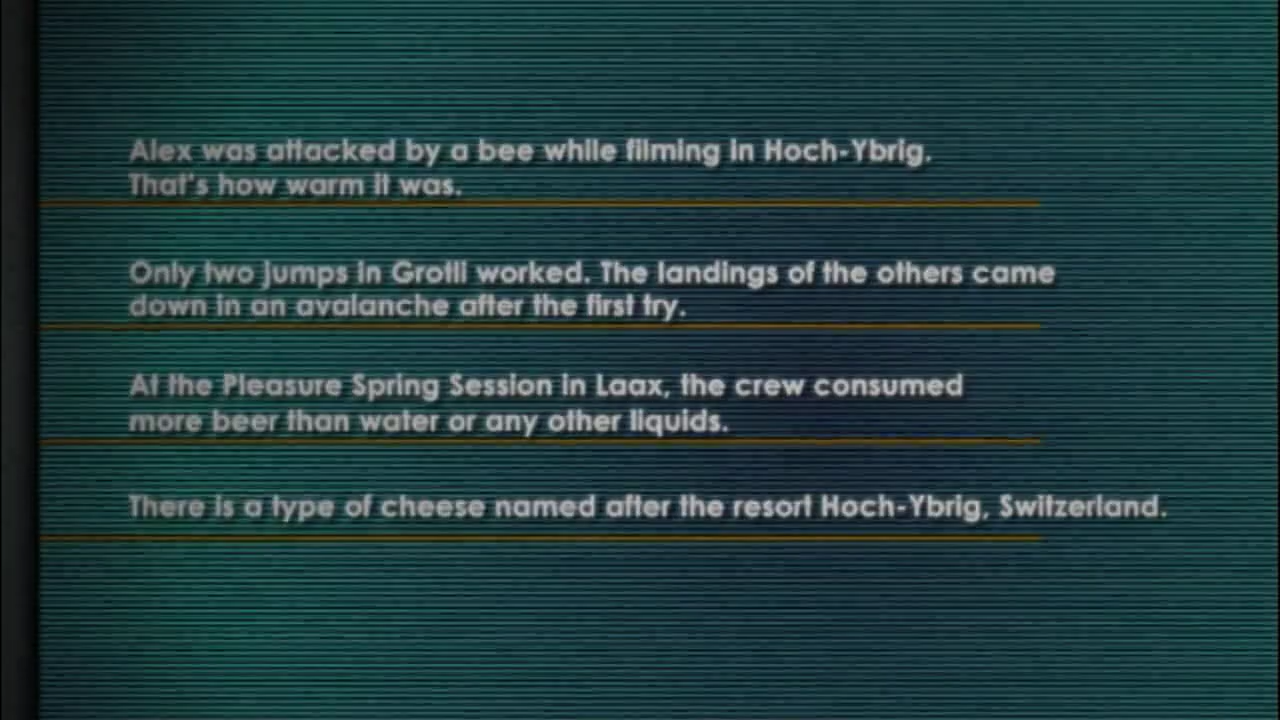 Alex was attacked by a bee while filming in Hoch-Ybrig.
That's how warm it was.
Only two jumps in Grotli worked. The landings of the others came
down in an avalanche after the first try.
At the Pleasure Spring Session in Laax, the crew consumed
more beer than water or any other liquids.
There is a type of cheese named after the resort Hoch-Ybrig, Switzerland.